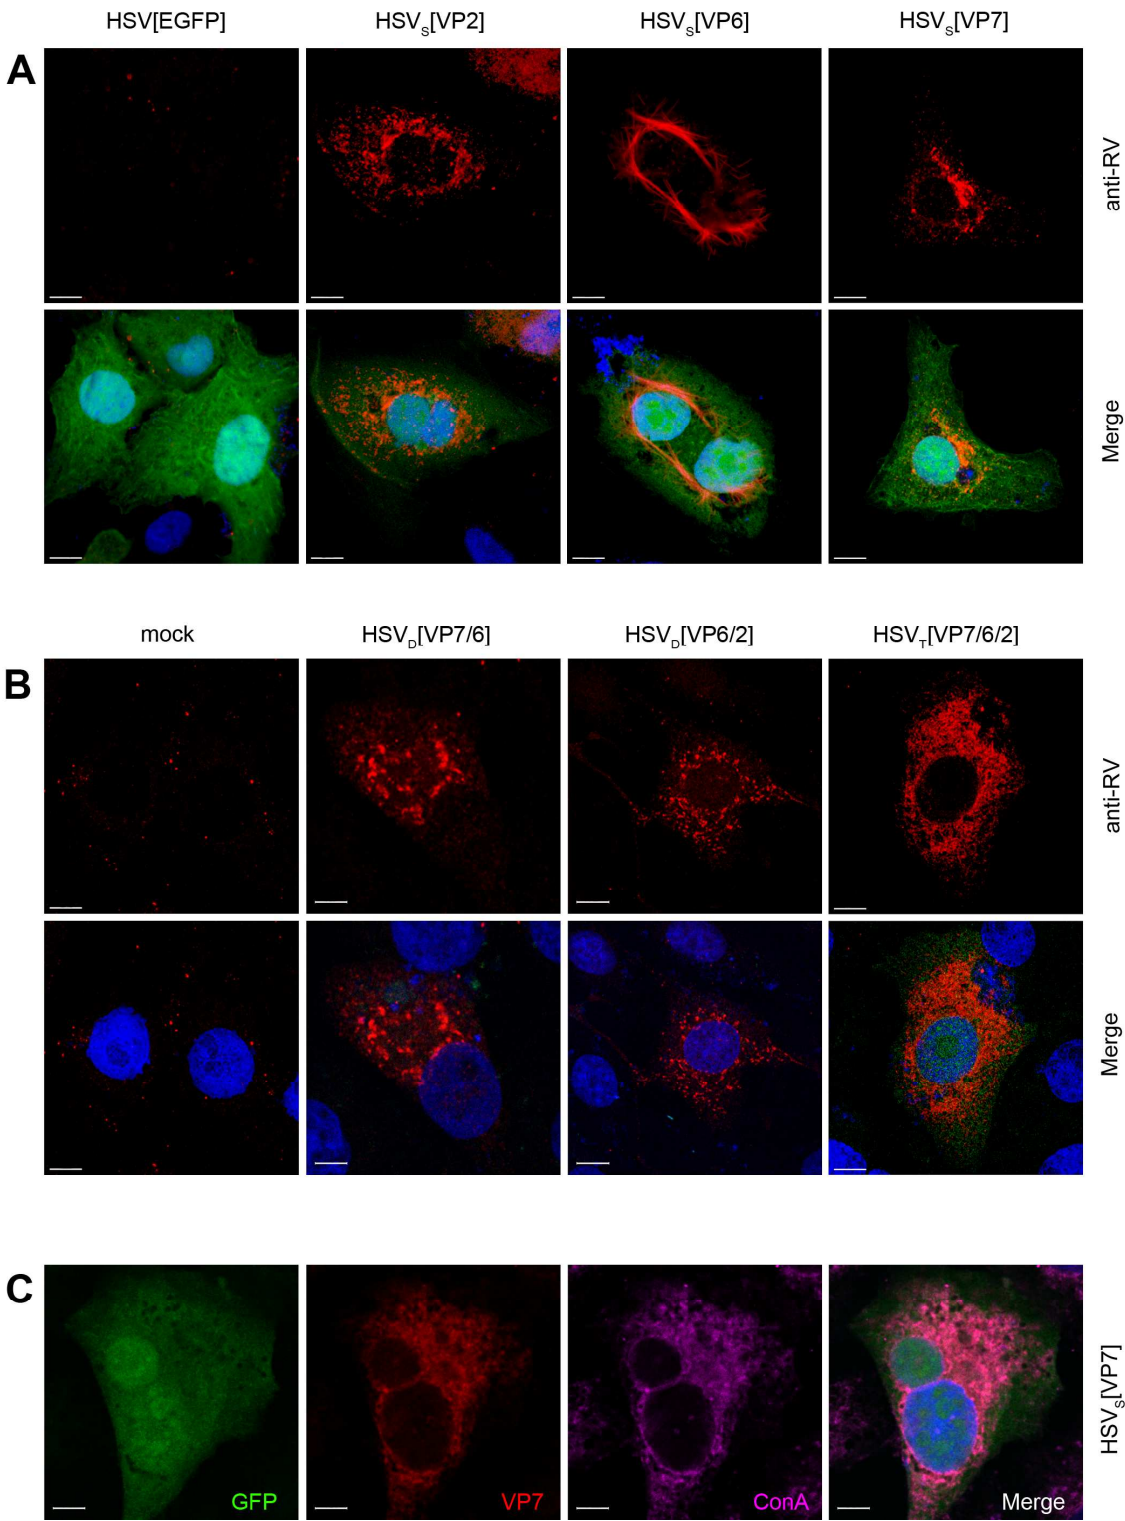 HSV[EGFP] HSVS[VP2] HSVS[VP6] HSVS[VP7]
A
anti-RV
Merge
mock HSVD[VP7/6] HSVD[VP6/2] HSVT[VP7/6/2]
B
anti-RV
Merge
C
HSVS[VP7]
GFP VP7 ConA Merge